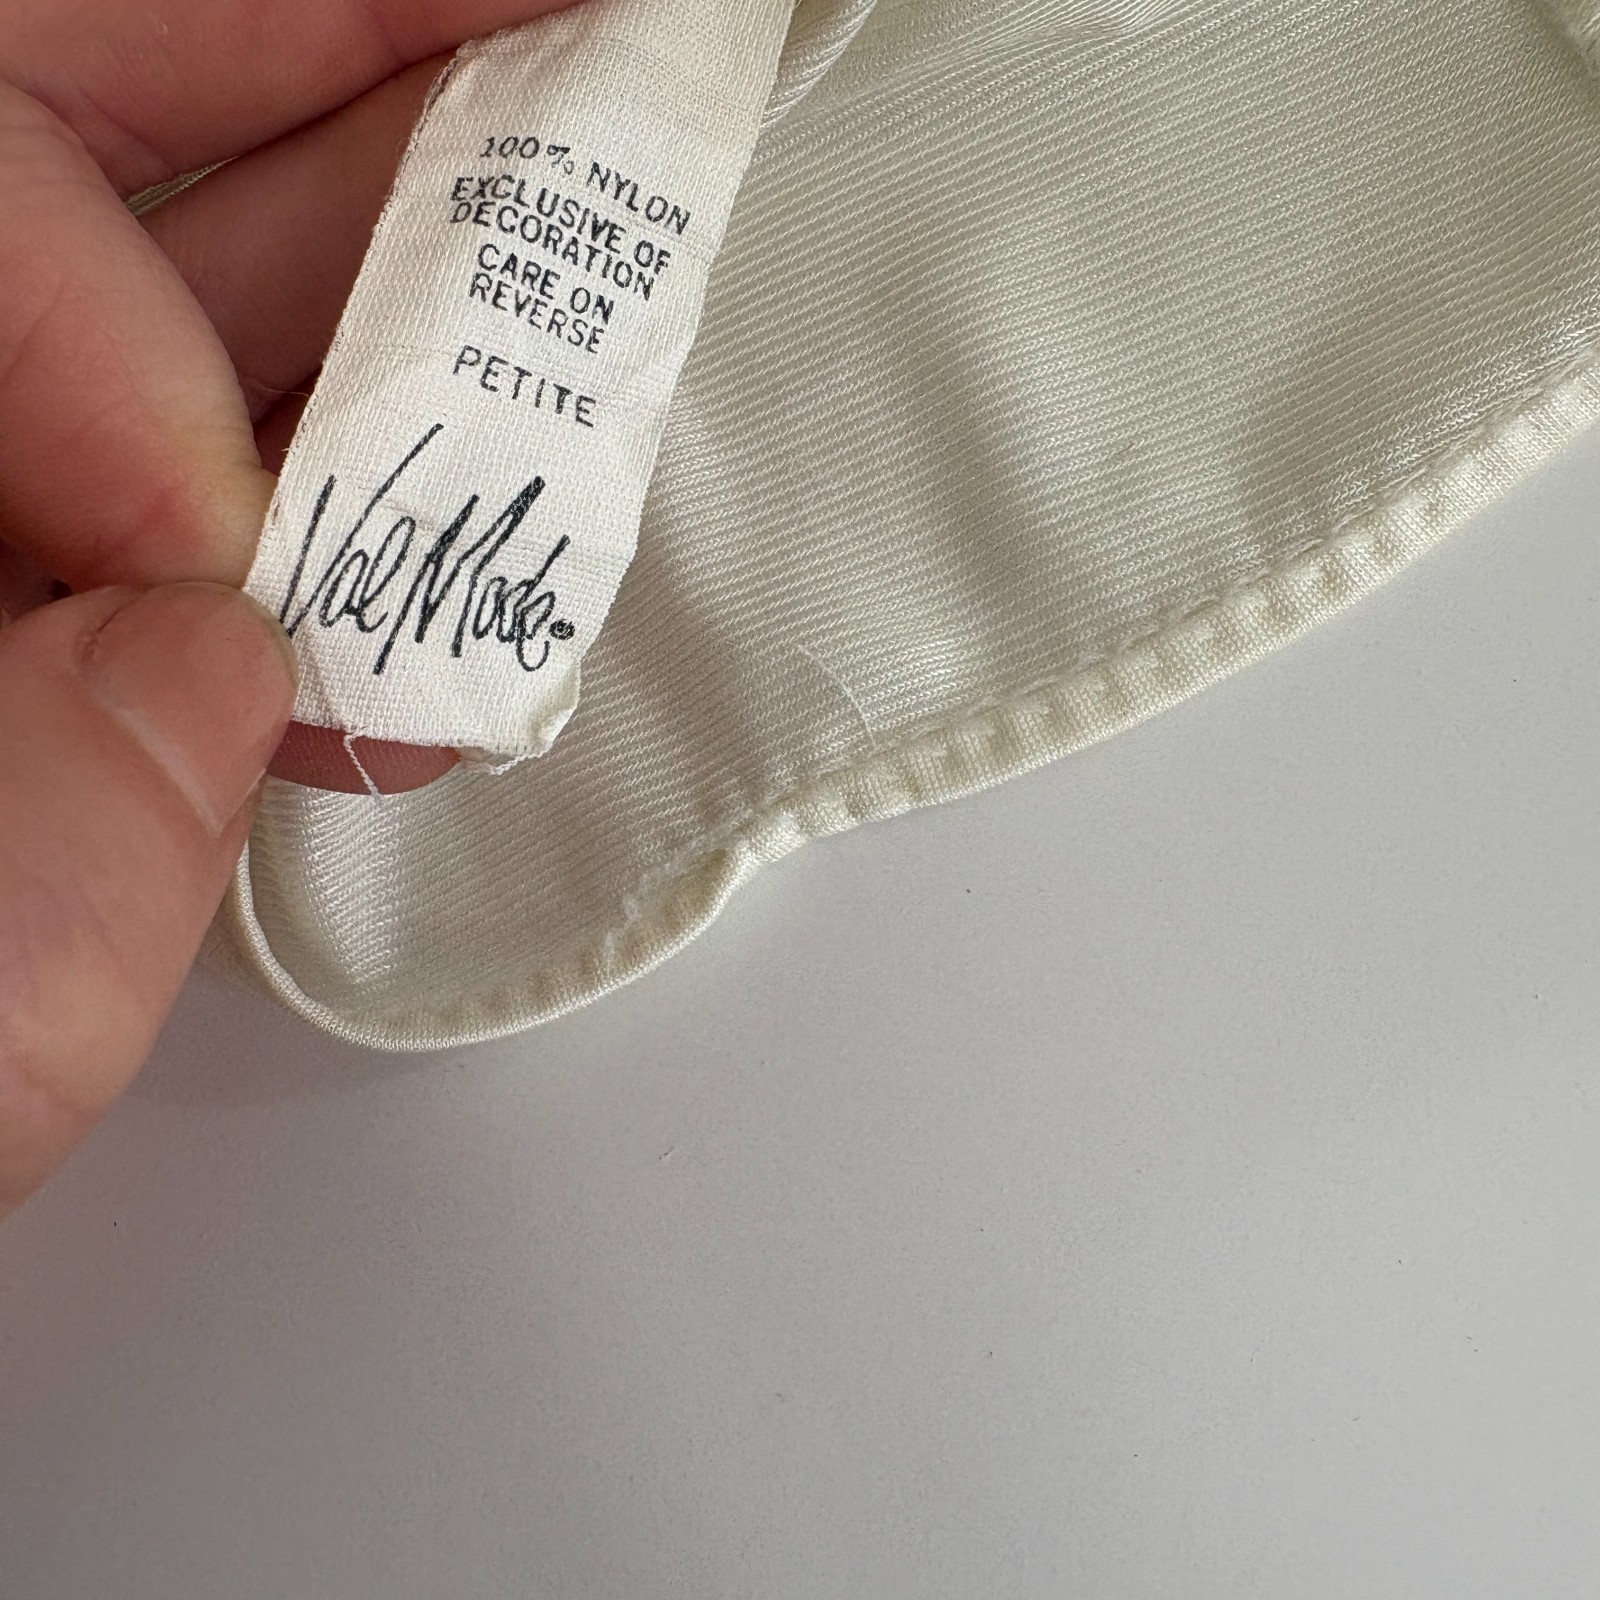 100% NYLON
EXCLUSIVE OF
DECORATION
CARE ON
REVERSE
PETITE
Val Mode.